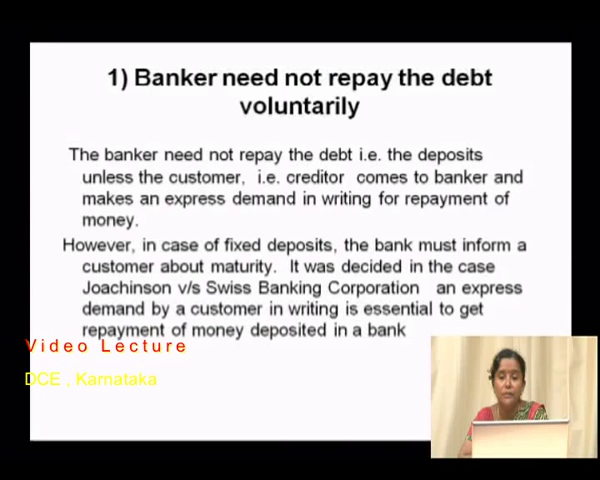 1) Banker need not repay the debt
voluntarily
The banker need not repay the debt i.e. the deposits
unless the customer, i.e. creditor comes to banker and
makes an express demand in writing for repayment of
money.
However, in case of fixed deposits, the bank must inform a
customer about maturity. It was decided in the case
Joachinson v/s Swiss Banking Corporation an express
demand by a customer in writing is essential to get
repayment of money deposited in a bank
Video Lecture
DCE , Karnataka